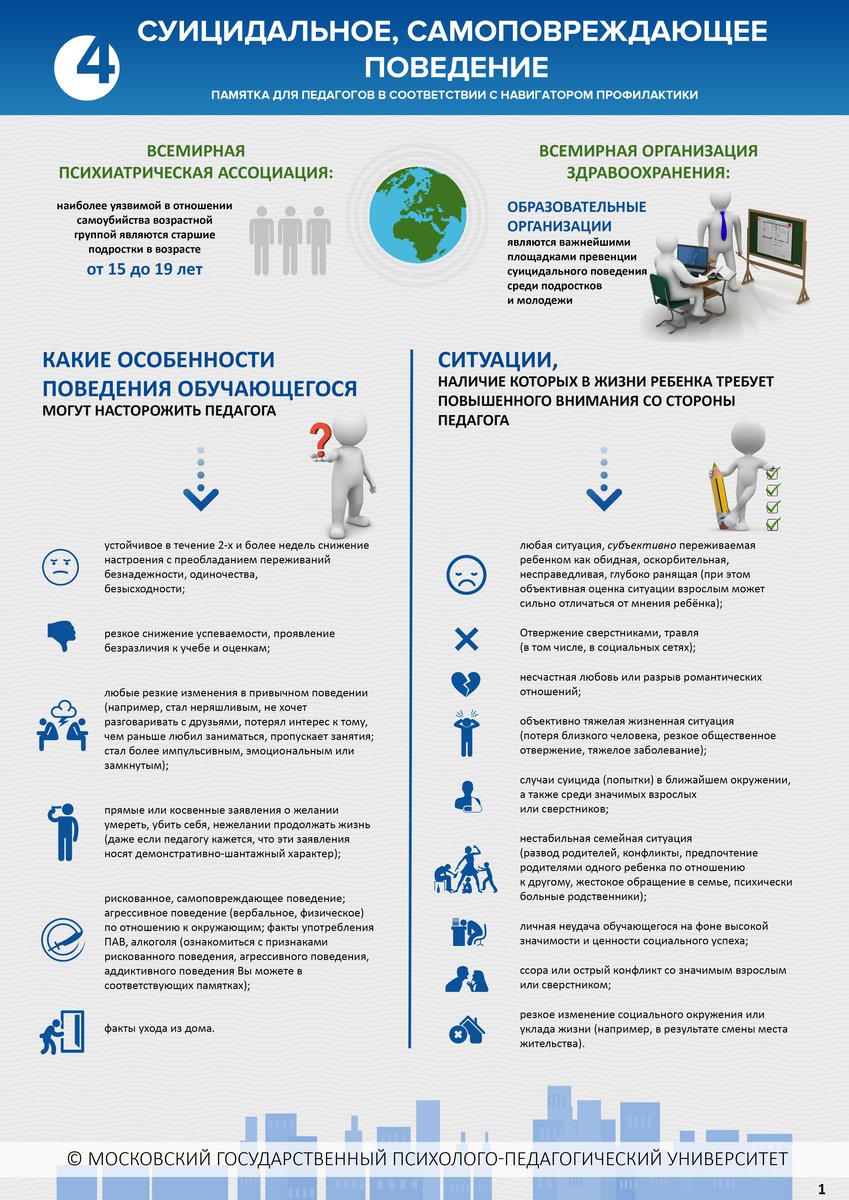 4
СУИЦИДАЛЬНОЕ, САМОПОВРЕЖДАЮЩЕЕ
ПОВЕДЕНИЕ
ПАМЯТКА ДЛЯ ПЕДАГОГОВ В СООТВЕТСТВИИ С НАВИГАТОРОМ ПРОФИЛАКТИКИ
ВСЕМИРНАЯ
ПСИХИАТРИЧЕСКАЯ АССОЦИАЦИЯ:
наиболее уязвимой в отношении
самоубийства возрастной
группой являются старшие
подростки в возрасте
от 15 до 19 лет
ВСЕМИРНАЯ ОРГАНИЗАЦИЯ
ЗДРАВООХРАНЕНИЯ:
ОБРАЗОВАТЕЛЬНЫЕ
ОРГАНИЗАЦИИ
являются важнейшими
площадками превенции
суицидального поведения
среди подростков
и молодежи
КАКИЕ ОСОБЕННОСТИ
ПОВЕДЕНИЯ ОБУЧАЮЩЕГОСЯ
МОГУТ НАСТОРОЖИТЬ ПЕДАГОГА
?
устойчивое в течение 2-х и более недель снижение
настроения с преобладанием переживаний
безнадежности, одиночества,
безысходности;
резкое снижение успеваемости, проявление
безразличия к учебе и оценкам;
любые резкие изменения в привычном поведении
(например, стал неряшливым, не хочет
разговаривать с друзьями, потерял интерес к тому,
чем раньше любил заниматься, пропускает занятия;
стал более импульсивным, эмоциональным или
замкнутым);
прямые или косвенные заявления о желании
умереть, убить себя, нежелании продолжать жизнь
(даже если педагогу кажется, что эти заявления
носят демонстративно-шантажный характер);
рискованное, самоповреждающее поведение;
агрессивное поведение (вербальное, физическое)
по отношению к окружающим; факты употребления
ПАВ, алкоголя (ознакомиться с признаками
рискованного поведения, агрессивного поведения,
аддиктивного поведения Вы можете в
соответствующих памятках);
факты ухода из дома.
СИТУАЦИИ,
НАЛИЧИЕ КОТОРЫХ В ЖИЗНИ РЕБЕНКА ТРЕБУЕТ
ПОВЫШЕННОГО ВНИМАНИЯ СО СТОРОНЫ
ПЕДАГОГА
любая ситуация, субъективно переживаемая
ребенком как обидная, оскорбительная,
несправедливая, глубоко ранящая (при этом
объективная оценка ситуации взрослым может
сильно отличаться от мнения ребёнка);
Отвержение сверстниками, травля
(в том числе, в социальных сетях);
несчастная любовь или разрыв романтических
отношений;
объективно тяжелая жизненная ситуация
(потеря близкого человека, резкое общественное
отвержение, тяжелое заболевание);
случаи суицида (попытки) в ближайшем окружении,
а также среди значимых взрослых
или сверстников;
нестабильная семейная ситуация
(развод родителей, конфликты, предпочтение
родителями одного ребенка по отношению
к другому, жестокое обращение в семье, психически
больные родственники);
личная неудача обучающегося на фоне высокой
значимости и ценности социального успеха;
ссора или острый конфликт со значимым взрослым
или сверстником;
резкое изменение социального окружения или
уклада жизни (например, в результате смены места
жительства).
© МОСКОВСКИЙ ГОСУДАРСТВЕННЫЙ ПСИХОЛОГО-ПЕДАГОГИЧЕСКИЙ УНИВЕРСИТЕТ
1